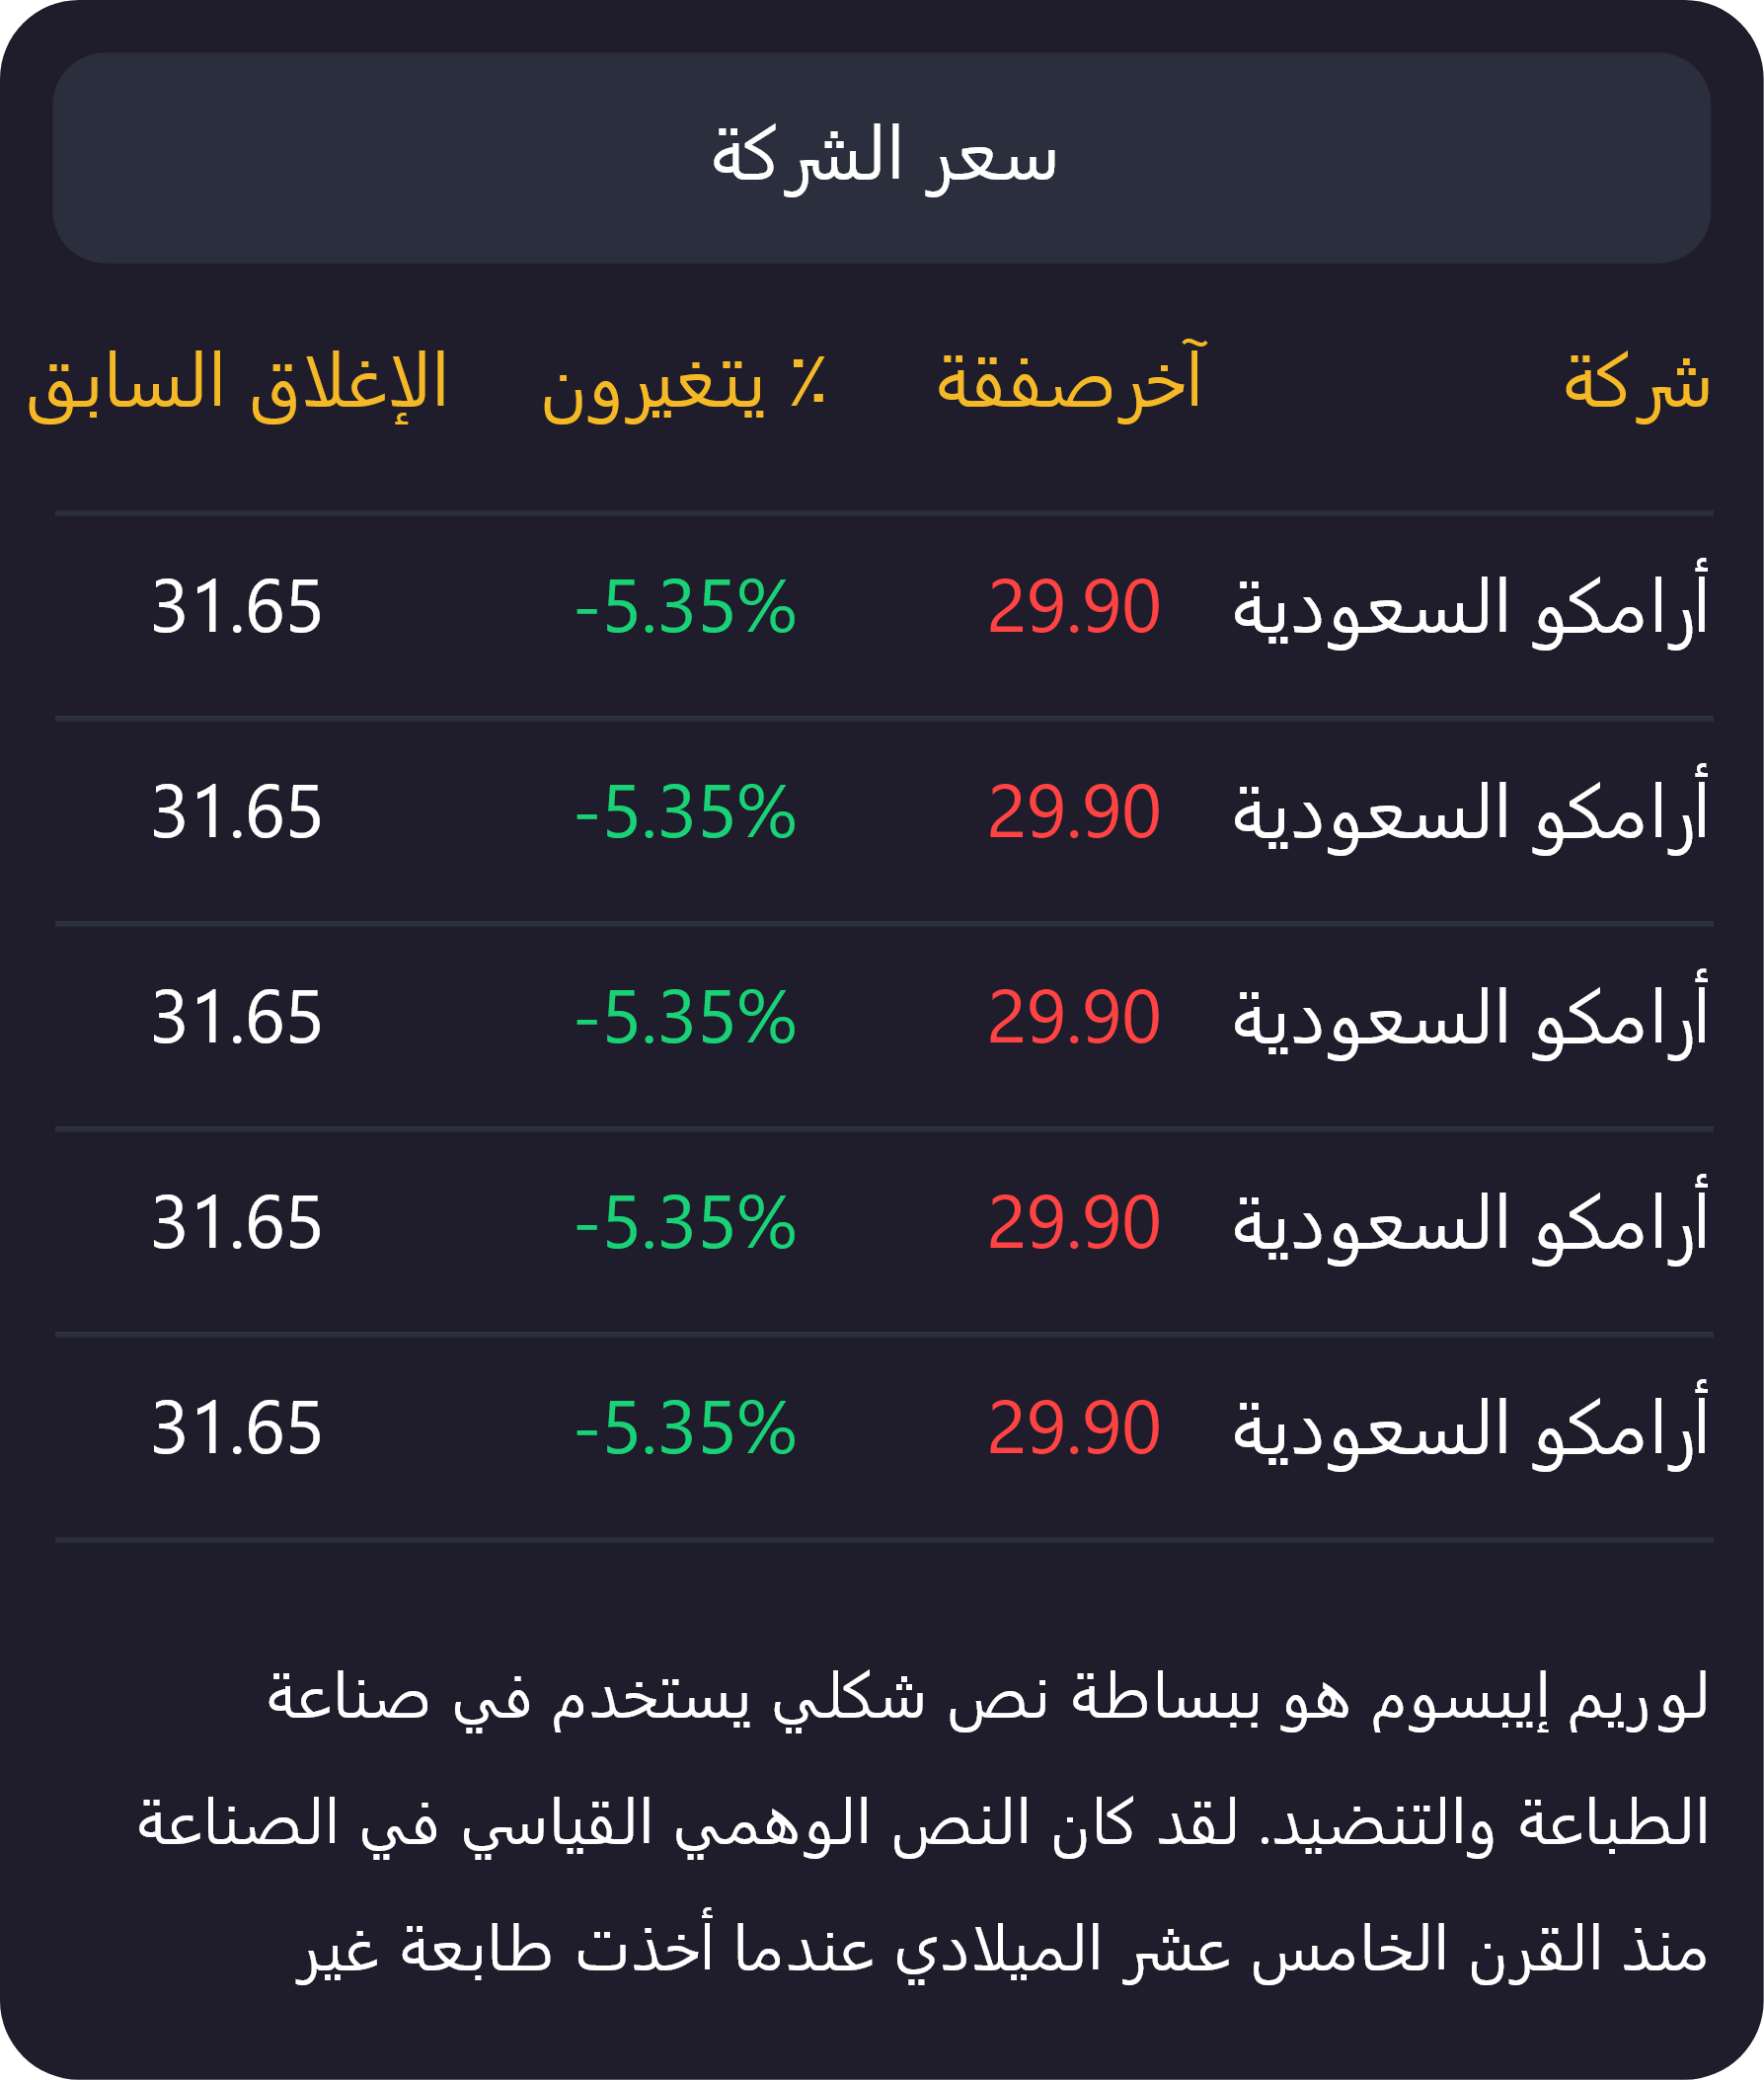 سعر الشركة
شركة آخرصفقة ٪ يتغيرون الإغلاق السابق
أرامكو السعودية 29.90 -5.35% 31.65
أرامكو السعودية 29.90 -5.35% 31.65
أرامكو السعودية 29.90 -5.35% 31.65
أرامكو السعودية 29.90 -5.35% 31.65
أرامكو السعودية 29.90 -5.35% 31.65
لوريم إيبسوم هو ببساطة نص شكلي يستخدم في صناعة
الطباعة والتنضيد. لقد كان النص الوهمي القياسي في الصناعة
منذ القرن الخامس عشر الميلادي عندما أخذت طابعة غير